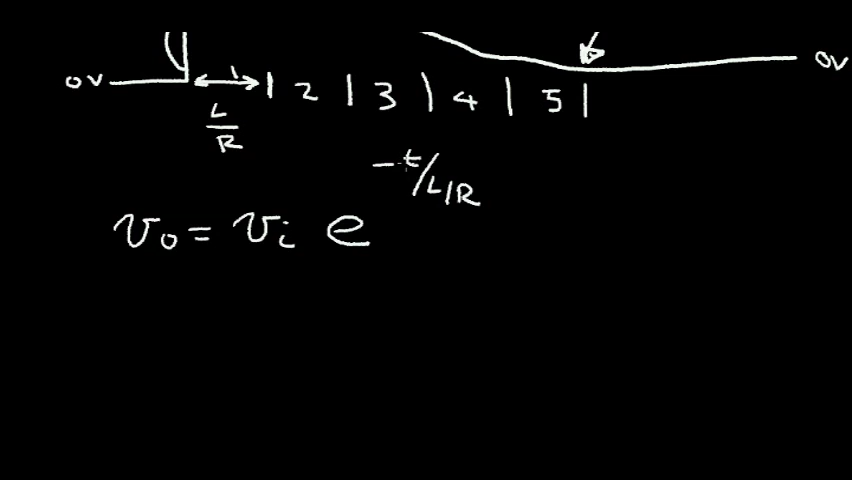 0V 0V
1 | 2 | 3 | 4 | 5 |
L/R
v₀ = vᵢ e^(-t/L/R)